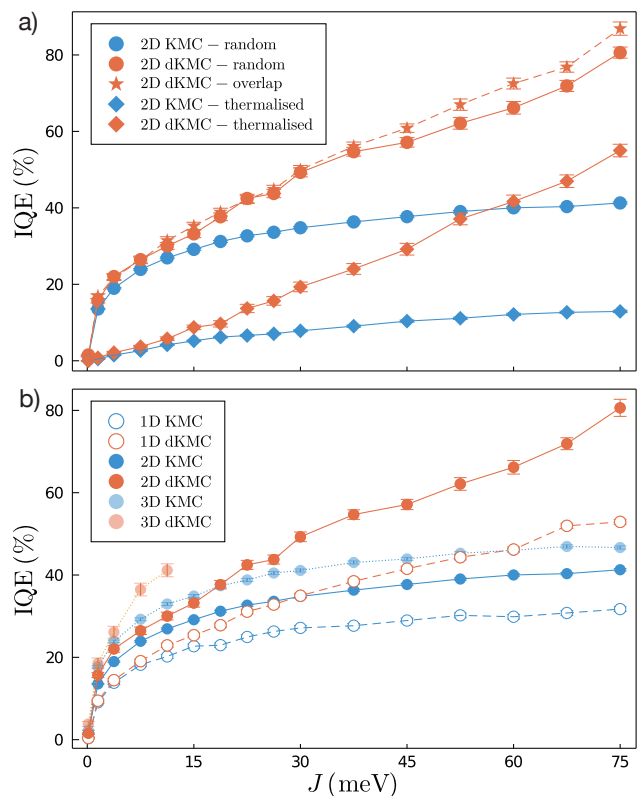 a)
IQE (%)
80
60
40
20
0
2D KMC − random
2D dKMC − random
2D dKMC − overlap
2D KMC − thermalised
2D dKMC − thermalised
b)
IQE (%)
80
60
40
20
0
1D KMC
1D dKMC
2D KMC
2D dKMC
3D KMC
3D dKMC
0 15 30 45 60 75
J (meV)